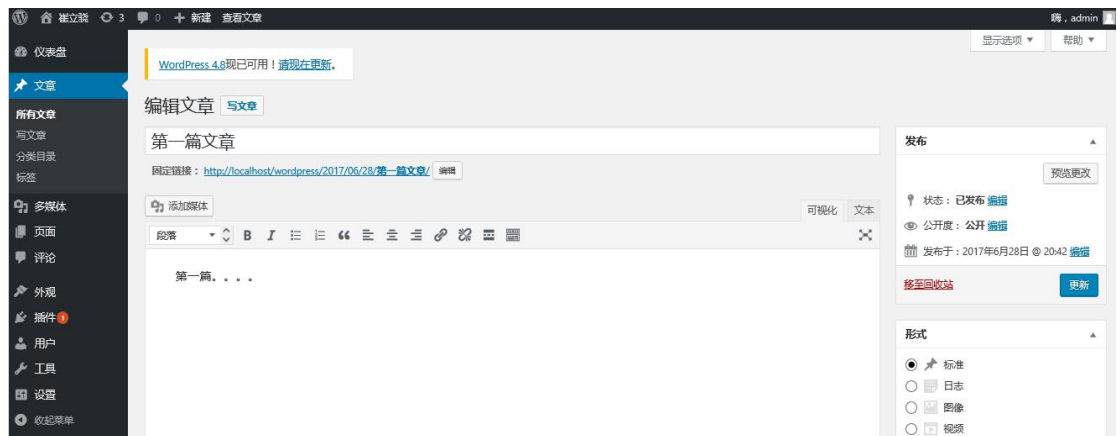 崔立骁 3 0 新建 查看文章 嗨，admin
显示选项 帮助
仪表盘
文章
所有文章
写文章
分类目录
标签
多媒体
页面
评论
外观
插件 1
用户
工具
设置
收起菜单
WordPress 4.8现已可用！请现在更新。
编辑文章 写文章
第一篇文章
固定链接： http://localhost/wordpress/2017/06/28/第一篇文章/ 编辑
添加媒体
可视化 文本
段落 B I
第一篇. . . .
发布
预览更改
状态：已发布 编辑
公开度：公开 编辑
发布于：2017年6月28日 @ 20:42 编辑
移至回收站 更新
形式
标准
日志
图像
视频